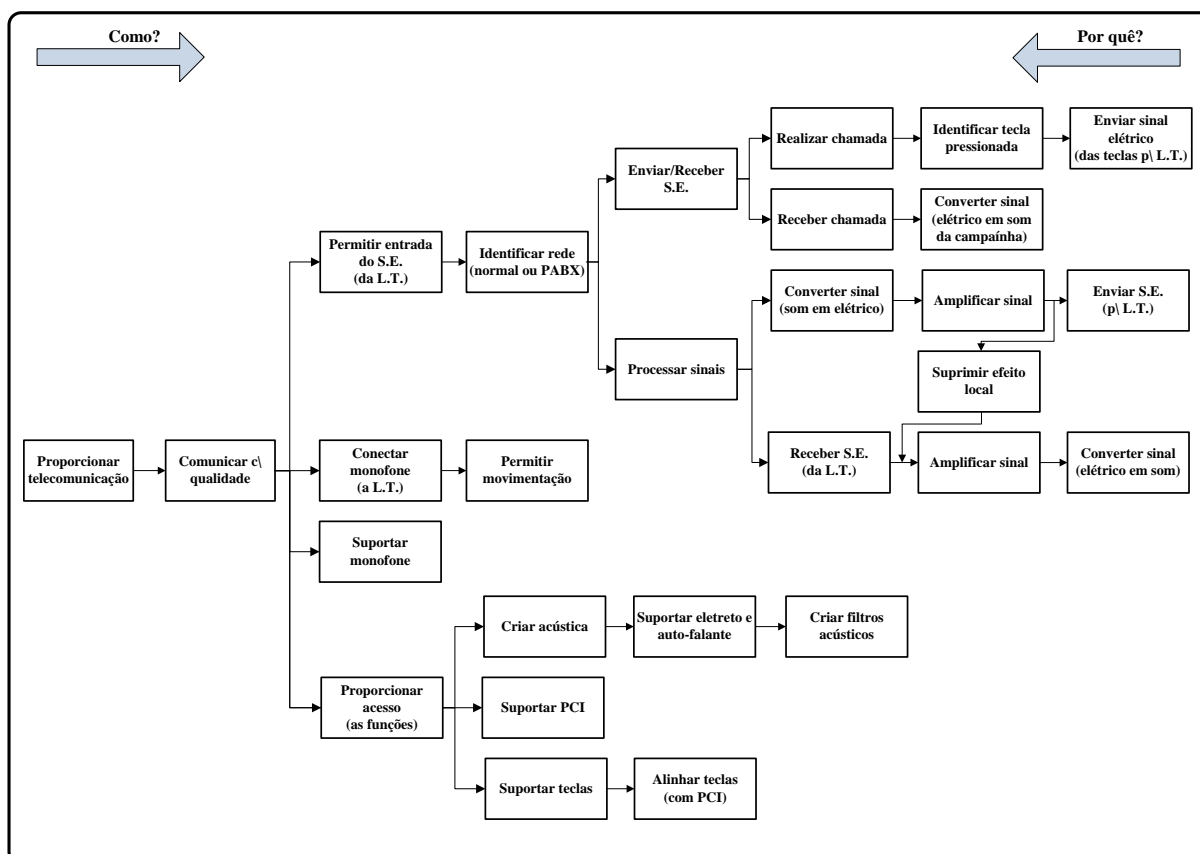 Como?
Por quê?
Realizar chamada
Identificar tecla
pressionada
Enviar sinal
elétrico
(das teclas p\ L.T.)
Enviar/Receber
S.E.
Receber chamada
Converter sinal
(elétrico em som
da campaínha)
Permitir entrada
do S.E.
(da L.T.)
Identificar rede
(normal ou PABX)
Converter sinal
(som em elétrico)
Amplificar sinal
Enviar S.E.
(p\ L.T.)
Processar sinais
Suprimir efeito
local
Proporcionar
telecomunicação
Comunicar c\
qualidade
Conectar
monofone
(a L.T.)
Permitir
movimentação
Receber S.E.
(da L.T.)
Amplificar sinal
Converter sinal
(elétrico em som)
Suportar
monofone
Criar acústica
Suportar eletreto e
auto-falante
Criar filtros
acústicos
Proporcionar
acesso
(as funções)
Suportar PCI
Suportar teclas
Alinhar teclas
(com PCI)